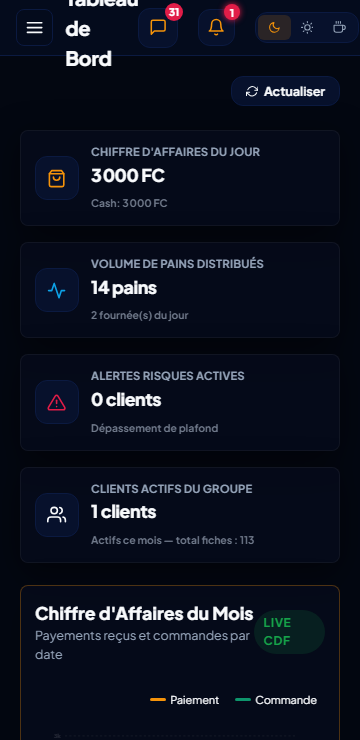 Tableau
de
Bord
31
1
Actualiser
CHIFFRE D'AFFAIRES DU JOUR
3 000 FC
Cash: 3 000 FC
VOLUME DE PAINS DISTRIBUÉS
14 pains
2 fournée(s) du jour
ALERTES RISQUES ACTIVES
0 clients
Dépassement de plafond
CLIENTS ACTIFS DU GROUPE
1 clients
Actifs ce mois — total fiches : 113
Chiffre d'Affaires du Mois
LIVE
CDF
Payements reçus et commandes par
date
Paiement
Commande